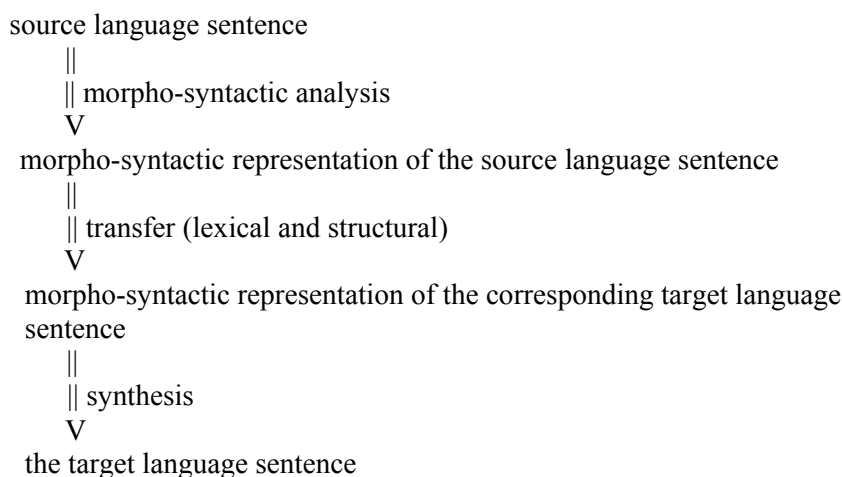 source language sentence
||
|| morpho-syntactic analysis
V
morpho-syntactic representation of the source language sentence
||
|| transfer (lexical and structural)
V
morpho-syntactic representation of the corresponding target language
sentence
||
|| synthesis
V
the target language sentence